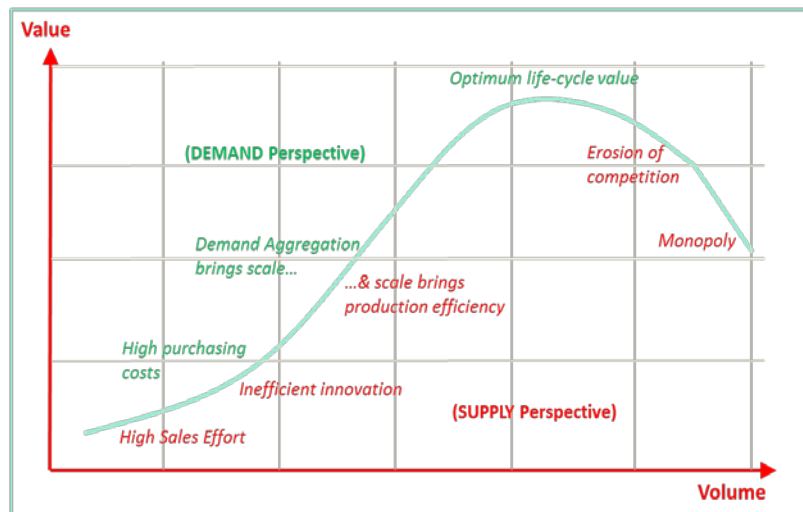 Value
Optimum life-cycle value
(DEMAND Perspective)
Erosion of
competition
Demand Aggregation
brings scale...
Monopoly
...& scale brings
production efficiency
High purchasing
costs
Inefficient innovation
(SUPPLY Perspective)
High Sales Effort
Volume